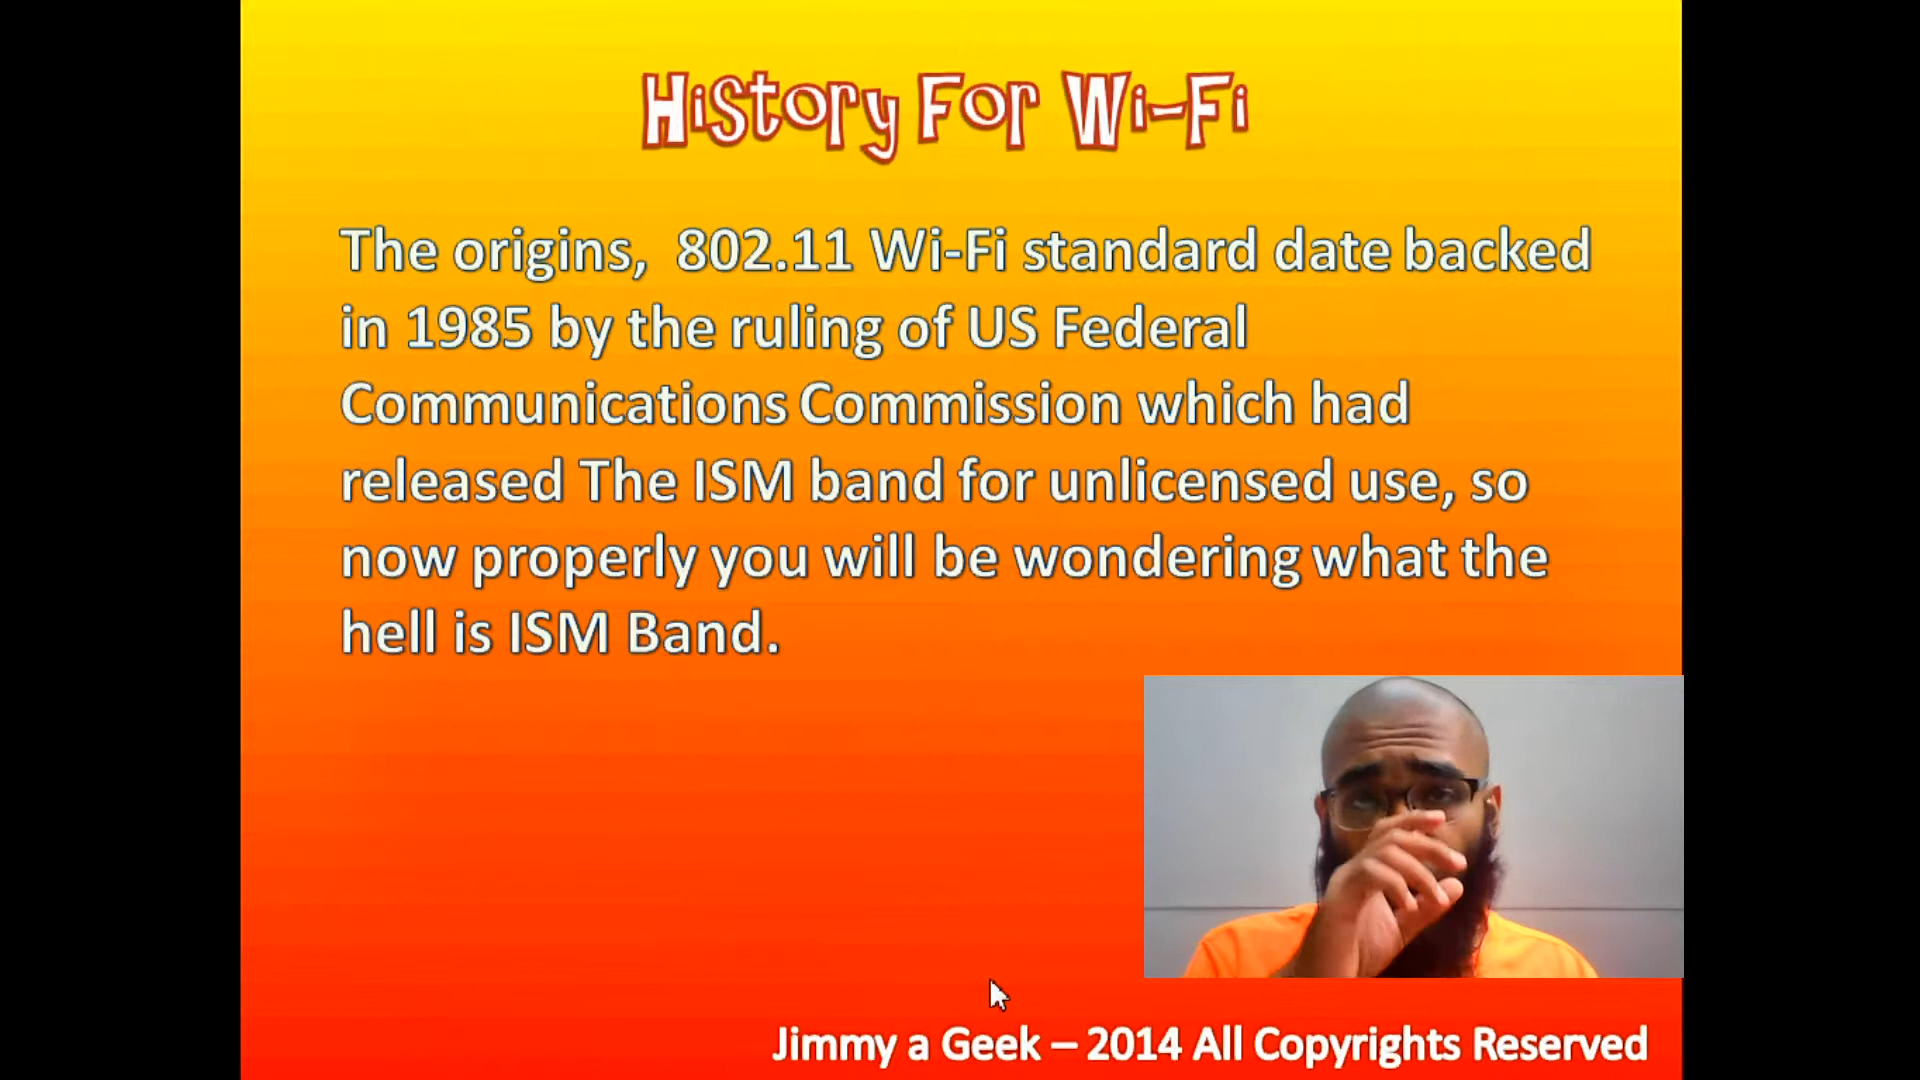 History For Wi-Fi
The origins, 802.11 Wi-Fi standard date backed
in 1985 by the ruling of US Federal
Communications Commission which had
released The ISM band for unlicensed use, so
now properly you will be wondering what the
hell is ISM Band.
Jimmy a Geek – 2014 All Copyrights Reserved